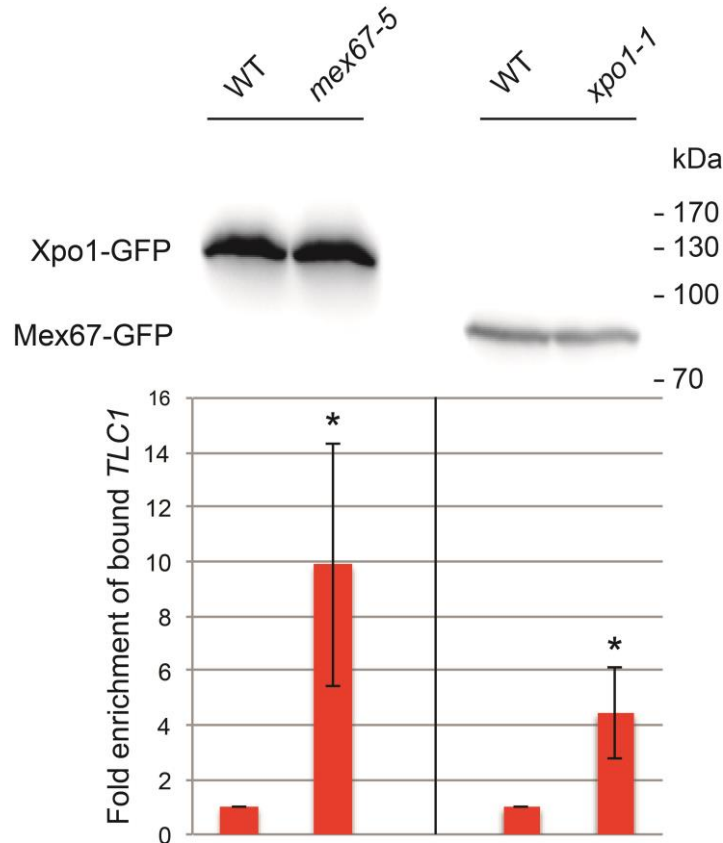 WT mex67-5 WT xpo1-1
kDa
- 170
Xpo1-GFP - 130
- 100
Mex67-GFP
- 70
Fold enrichment of bound TLC1
16
* 14
12
10
8
* 6
4
2
0